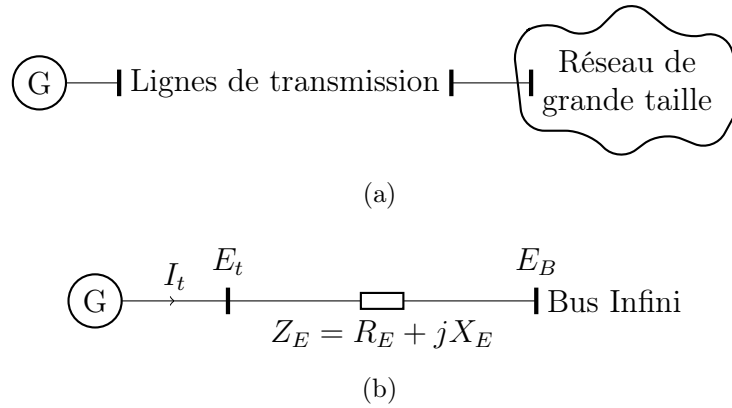 G Lignes de transmission Réseau de
grande taille
(a)
G I_t E_t E_B Bus Infini
Z_E = R_E + jX_E
(b)